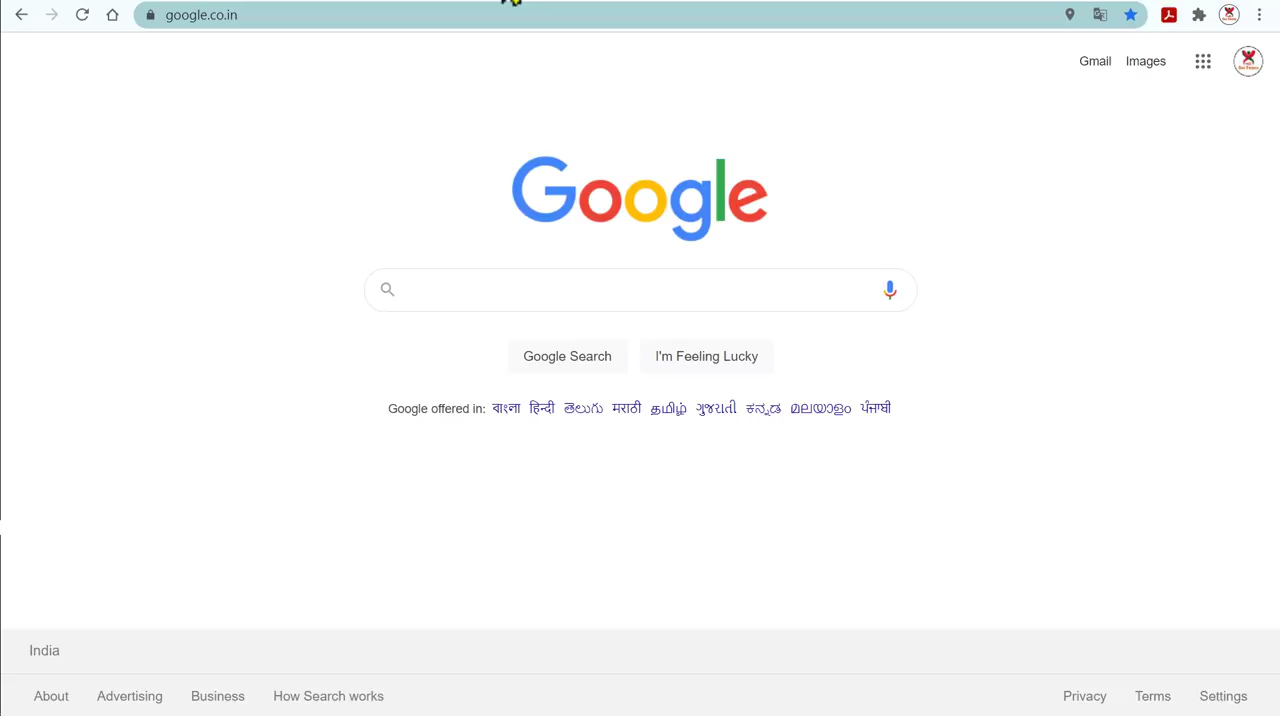 google.co.in
Gmail Images
Google
Google Search I'm Feeling Lucky
Google offered in: বাংলা हिन्दी తెలుగు मराठी தமிழ் ગુજરાતી ಕನ್ನಡ മലയാളം ਪੰਜਾਬੀ
India
About Advertising Business How Search works Privacy Terms Settings